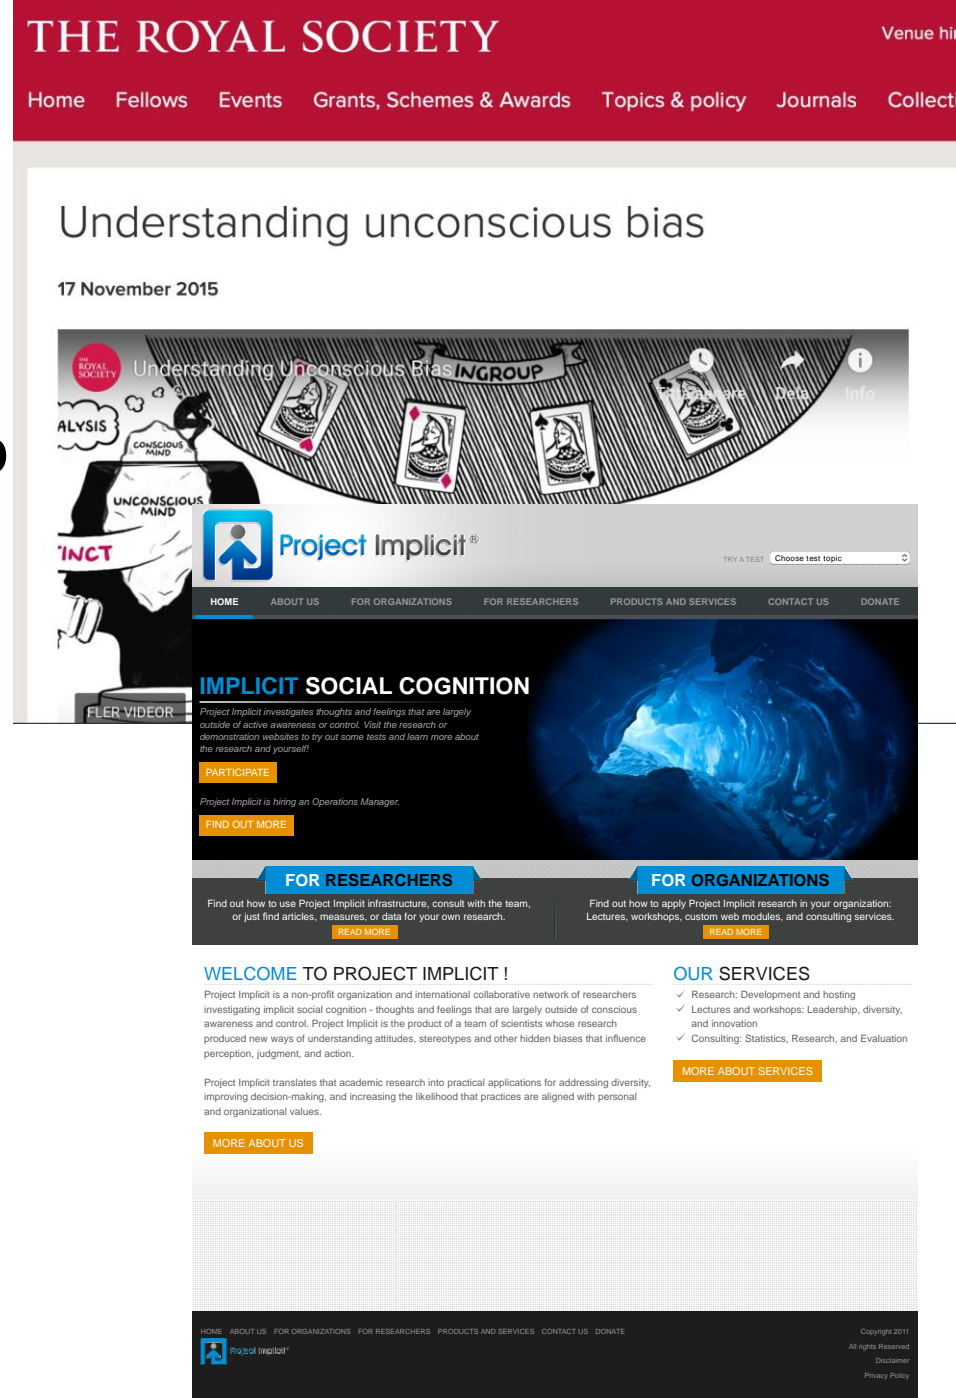 THE ROYAL SOCIETY
Venue
Home Fellows Events Grants, Schemes & Awards Topics & policy Journals
Understanding unconscious bias
17 November 2015
THE ROYAL SOCIETY
Understanding Unconscious Bias
INGROUP
Dela
Info
CONSCIOUS MIND
UNCONSCIOUS MIND
FLER VIDEOR
Project Implicit ®
TRY A TEST Choose test topic
HOME ABOUT US FOR ORGANIZATIONS FOR RESEARCHERS PRODUCTS AND SERVICES CONTACT US DONATE
IMPLICIT SOCIAL COGNITION
Project Implicit investigates thoughts and feelings that are largely
outside of active awareness or control. Visit the research or
demonstration websites to try out some tests and learn more about
the research and yourself!
PARTICIPATE
Project Implicit is hiring an Operations Manager.
FIND OUT MORE
FOR RESEARCHERS
Find out how to use Project Implicit infrastructure, consult with the team,
or just find articles, measures, or data for your own research.
READ MORE
FOR ORGANIZATIONS
Find out how to apply Project Implicit research in your organization:
Lectures, workshops, custom web modules, and consulting services.
READ MORE
WELCOME TO PROJECT IMPLICIT !
Project Implicit is a non-profit organization and international collaborative network of researchers
investigating implicit social cognition - thoughts and feelings that are largely outside of conscious
awareness and control. Project Implicit is the product of a team of scientists whose research
produced new ways of understanding attitudes, stereotypes and other hidden biases that influence
perception, judgment, and action.
Project Implicit translates that academic research into practical applications for addressing diversity,
improving decision-making, and increasing the likelihood that practices are aligned with personal
and organizational values.
MORE ABOUT US
OUR SERVICES
Research: Development and hosting
Lectures and workshops: Leadership, diversity,
and innovation
Consulting: Statistics, Research, and Evaluation
MORE ABOUT SERVICES
HOME ABOUT US FOR ORGANIZATIONS FOR RESEARCHERS PRODUCTS AND SERVICES CONTACT US DONATE
Project Implicit®
Copyright 2011
All rights Reserved
Disclaimer
Privacy Policy